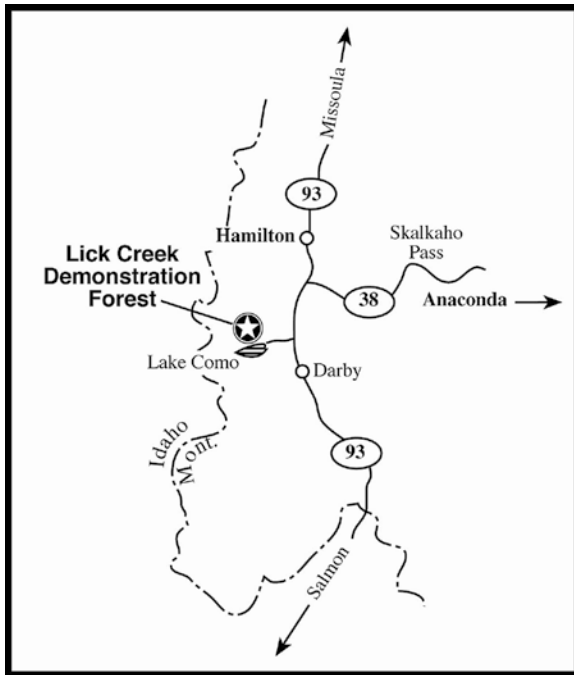 Missoula
93
Hamilton
Skalkaho
Pass
Lick Creek
Demonstration
Forest
38
Anaconda
Lake Como
Darby
Idaho
Mont.
93
Salmon